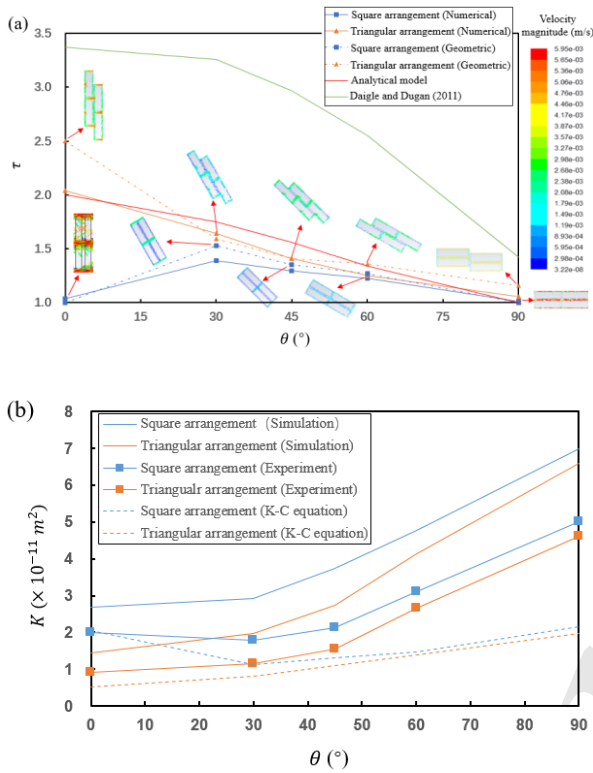 (a)
Square arrangement (Numerical)
Triangular arrangement (Numerical)
Square arrangement (Geometric)
Triangular arrangement (Geometric)
Analytical model
Daigle and Dugan (2011)
Velocity
magnitude (m/s)
5.95e-03
5.65e-03
5.36e-03
5.06e-03
4.76e-03
4.46e-03
4.17e-03
3.87e-03
3.57e-03
3.27e-03
2.98e-03
2.68e-03
2.38e-03
2.08e-03
1.79e-03
1.49e-03
1.19e-03
8.93e-04
5.95e-04
2.98e-04
3.22e-08
3.5
3.0
2.5
2.0
1.5
1.0
τ
0 15 30 45 60 75 90
θ (°)
(b)
Square arrangement (Simulation)
Triangular arrangement (Simulation)
Square arrangement (Experiment)
Triangualr arrangement (Experiment)
Square arrangement (K-C equation)
Triangular arrangement (K-C equation)
8
7
6
5
4
3
2
1
0
K (× 10⁻¹¹ m²)
0 10 20 30 40 50 60 70 80 90
θ (°)